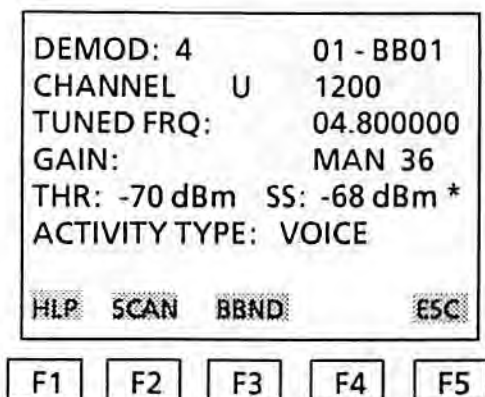 DEMOD: 4 01 - BB01
CHANNEL U 1200
TUNED FRQ: 04.800000
GAIN: MAN 36
THR: -70 dBm SS: -68 dBm *
ACTIVITY TYPE: VOICE
HLP SCAN BBND ESC
F1 F2 F3 F4 F5